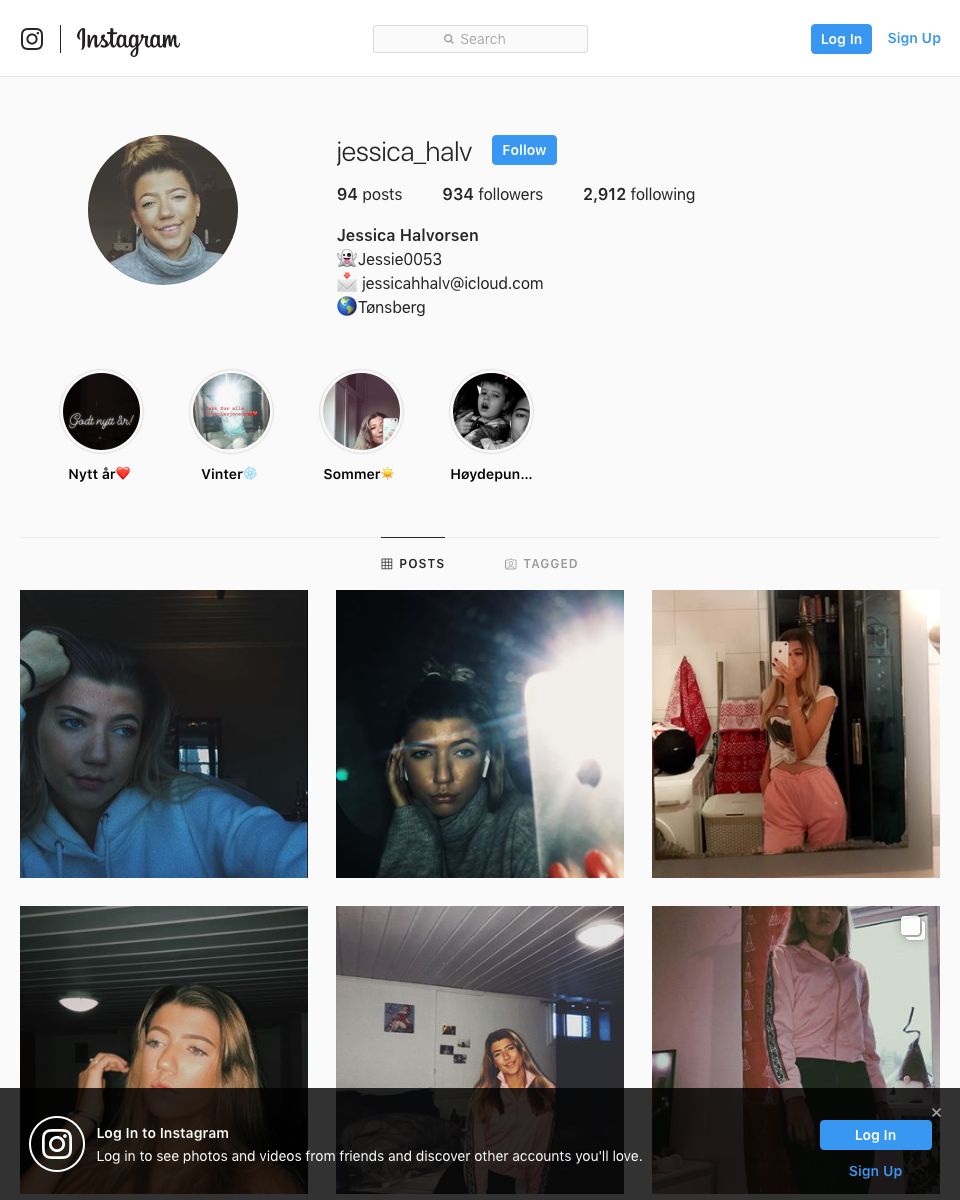 Instagram
Search
Log In
Sign Up
jessica_halv
Follow
94 posts 934 followers 2,912 following
Jessica Halvorsen
👻Jessie0053
📩 jessicahhalv@icloud.com
🌎Tønsberg
Godt nytt år!
Nytt år❤️
Vinter❄️
Sommer☀️
Høydepun...
POSTS
TAGGED
Log In to Instagram
Log in to see photos and videos from friends and discover other accounts you'll love.
Log In
Sign Up